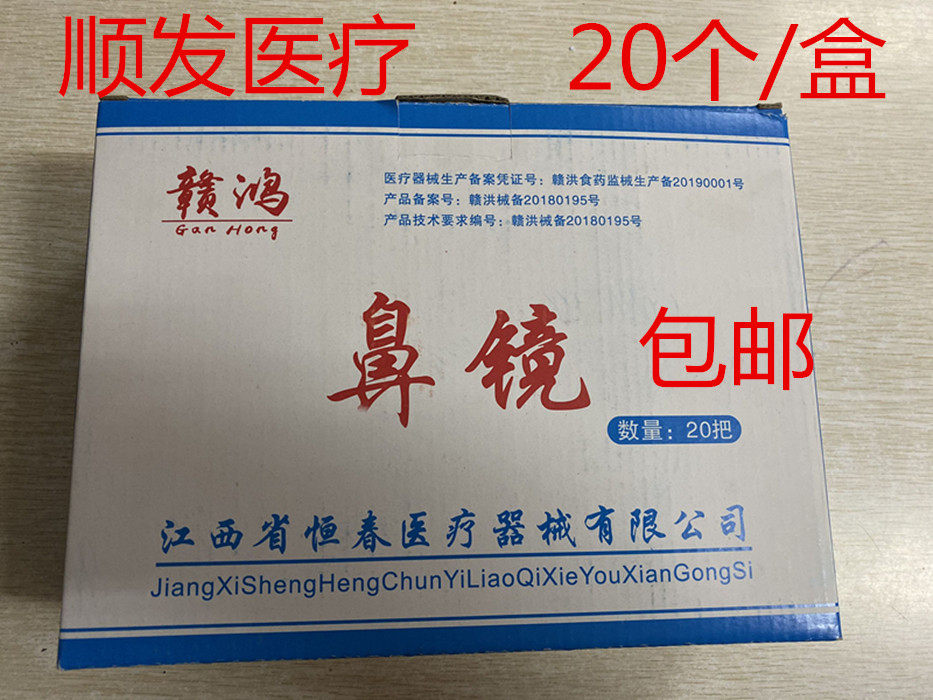 顺发医疗 20个/盒
赣鸿
Gan Hong
医疗器械生产备案凭证号：赣洪食药监械生产备20190001号
产品备案号：赣洪械备20180195号
产品技术要求编号：赣洪械备20180195号
鼻镜
包邮
数量：20把
江西省恒春医疗器械有限公司
JiangXiShengHengChunYiLiaoQiXieYouXianGongSi